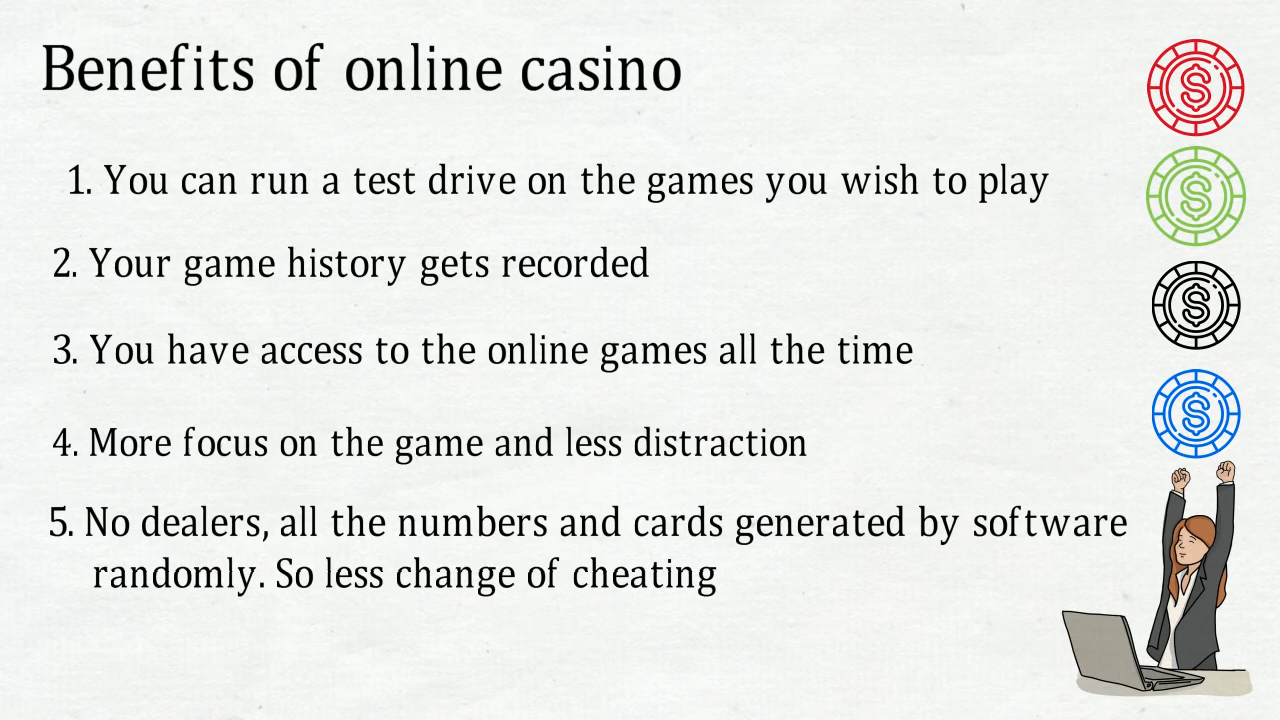 Benefits of online casino
1. You can run a test drive on the games you wish to play
2. Your game history gets recorded
3. You have access to the online games all the time
4. More focus on the game and less distraction
5. No dealers, all the numbers and cards generated by software
randomly. So less change of cheating